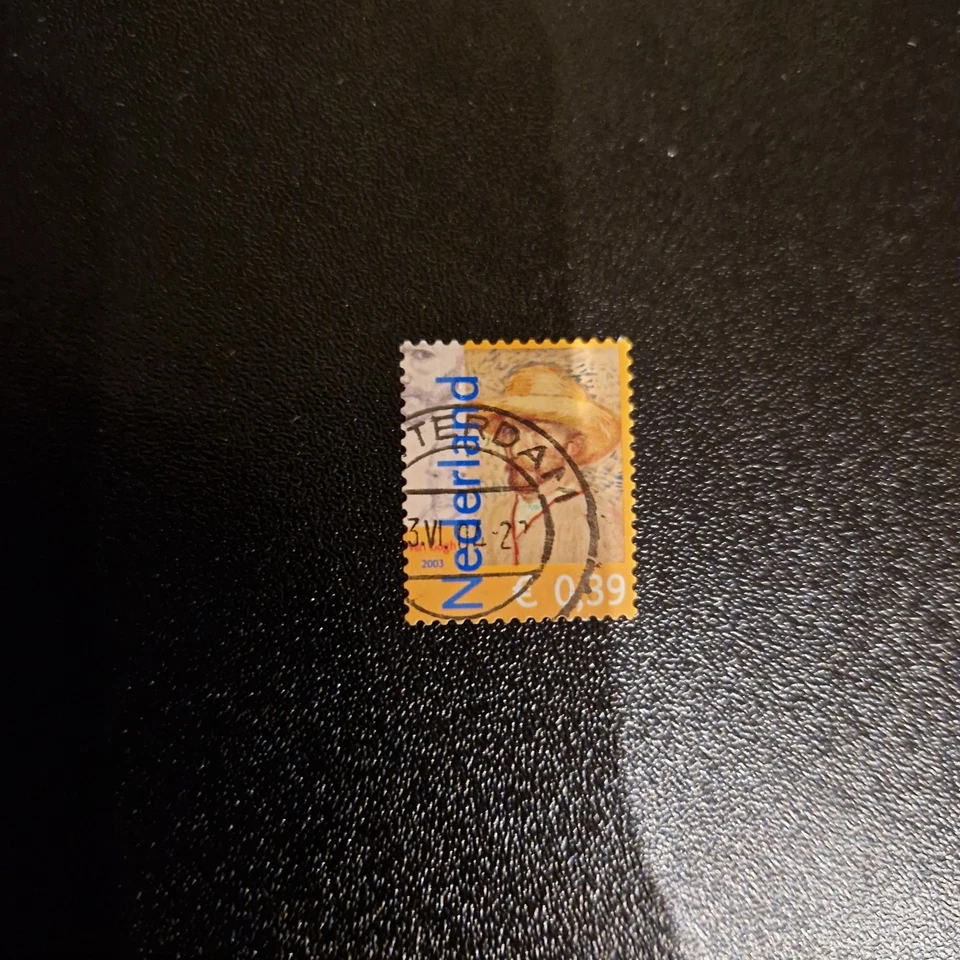 Nederland
TERDAM
3.VI
2003
€ 0,39